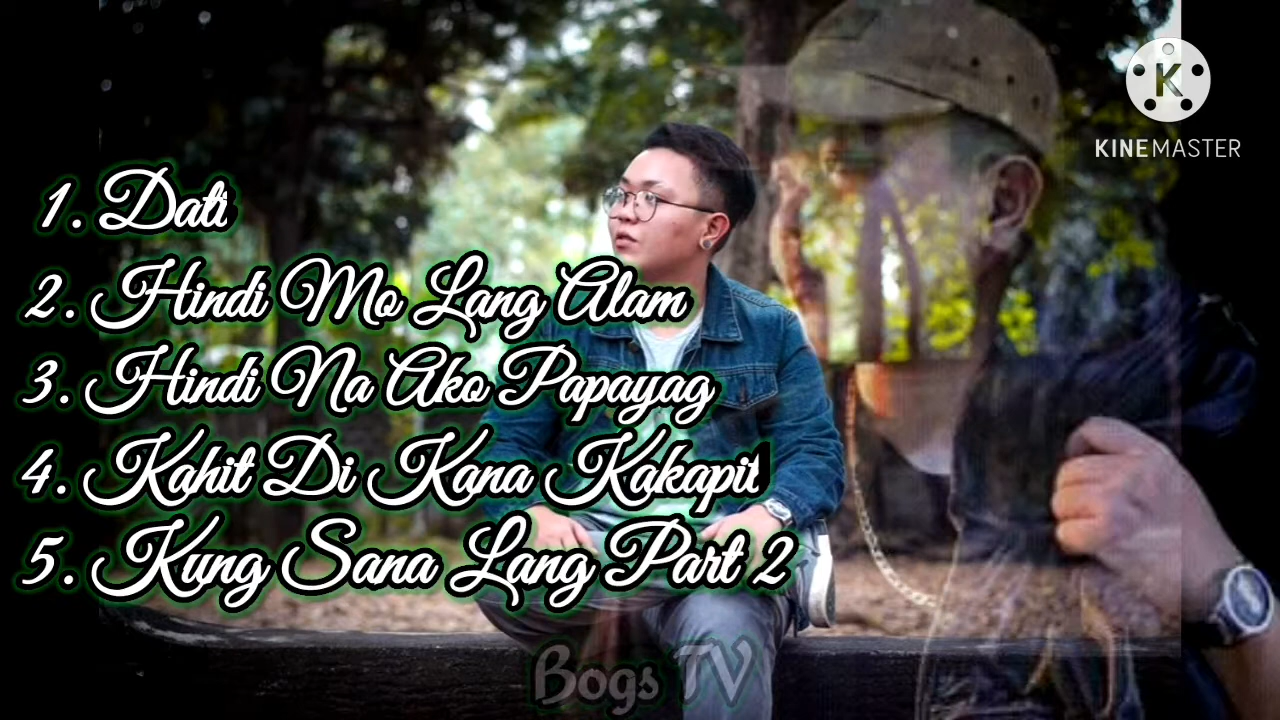 KINEMASTER
1. Dati
2. Hindi Mo Lang Alam
3. Hindi Na Ako Papayag
4. Kahit Di Kana Kakapit
5. Kung Sana Lang Part 2
Bogs TV